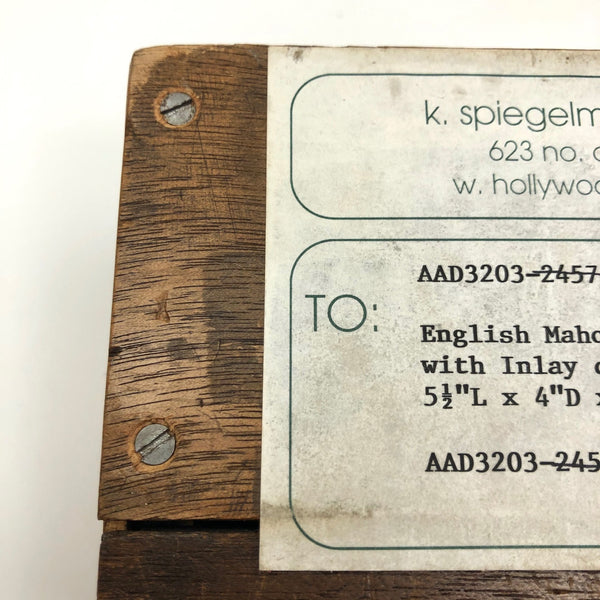 k. spiegelm
623 no.
w. hollywoo
TO:
AAD3203-2457
English Maho
with Inlay
5½"L x 4"D x
AAD3203-245